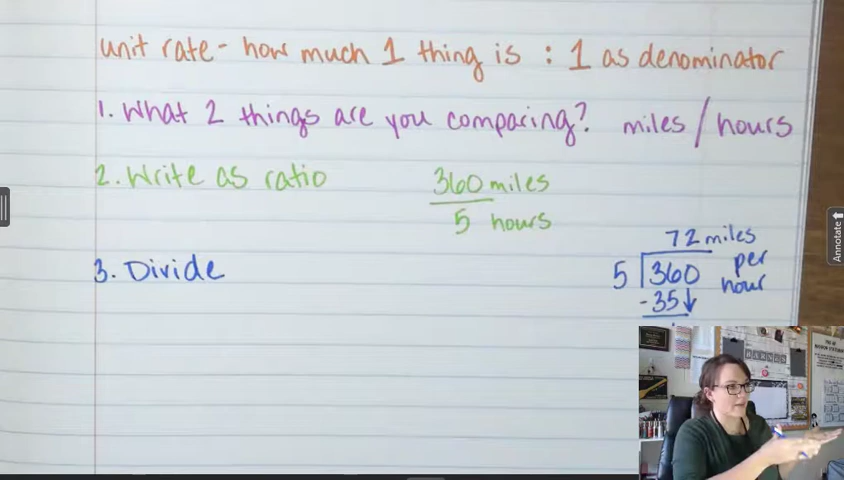 unit rate - how much 1 thing is : 1 as denominator
1. What 2 things are you comparing? miles / hours
2. Write as ratio
360 miles
5 hours
3. Divide
72 miles
per
hour
5 360
-35
Annotate